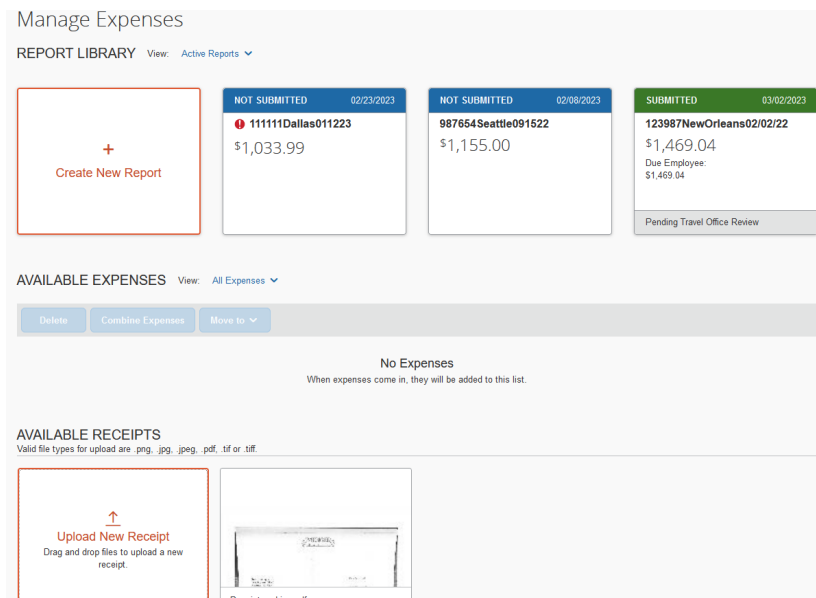 Manage Expenses
REPORT LIBRARY View: Active Reports
NOT SUBMITTED 02/23/2023
111111Dallas011223
$1,033.99
NOT SUBMITTED 02/08/2023
987654Seattle091522
$1,155.00
SUBMITTED 03/02/2023
123987NewOrleans02/02/22
$1,469.04
Due Employee:
$1,469.04
Pending Travel Office Review
+
Create New Report
AVAILABLE EXPENSES View: All Expenses
Delete Combine Expenses Move to
No Expenses
When expenses come in, they will be added to this list.
AVAILABLE RECEIPTS
Valid file types for upload are .png, .jpg, .jpeg, .pdf, .tif or .tiff.
Upload New Receipt
Drag and drop files to upload a new
receipt.